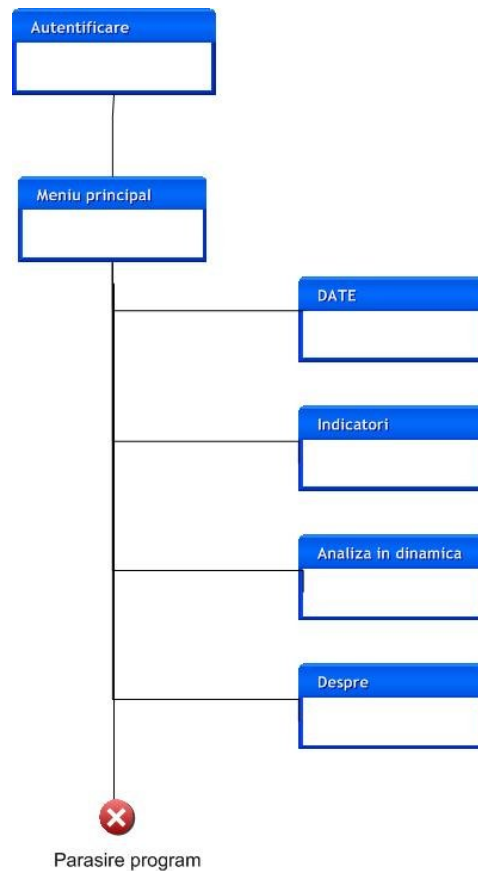 Autentificare
Meniu principal
DATE
Indicatori
Analiza in dinamica
Despre
Parasire program